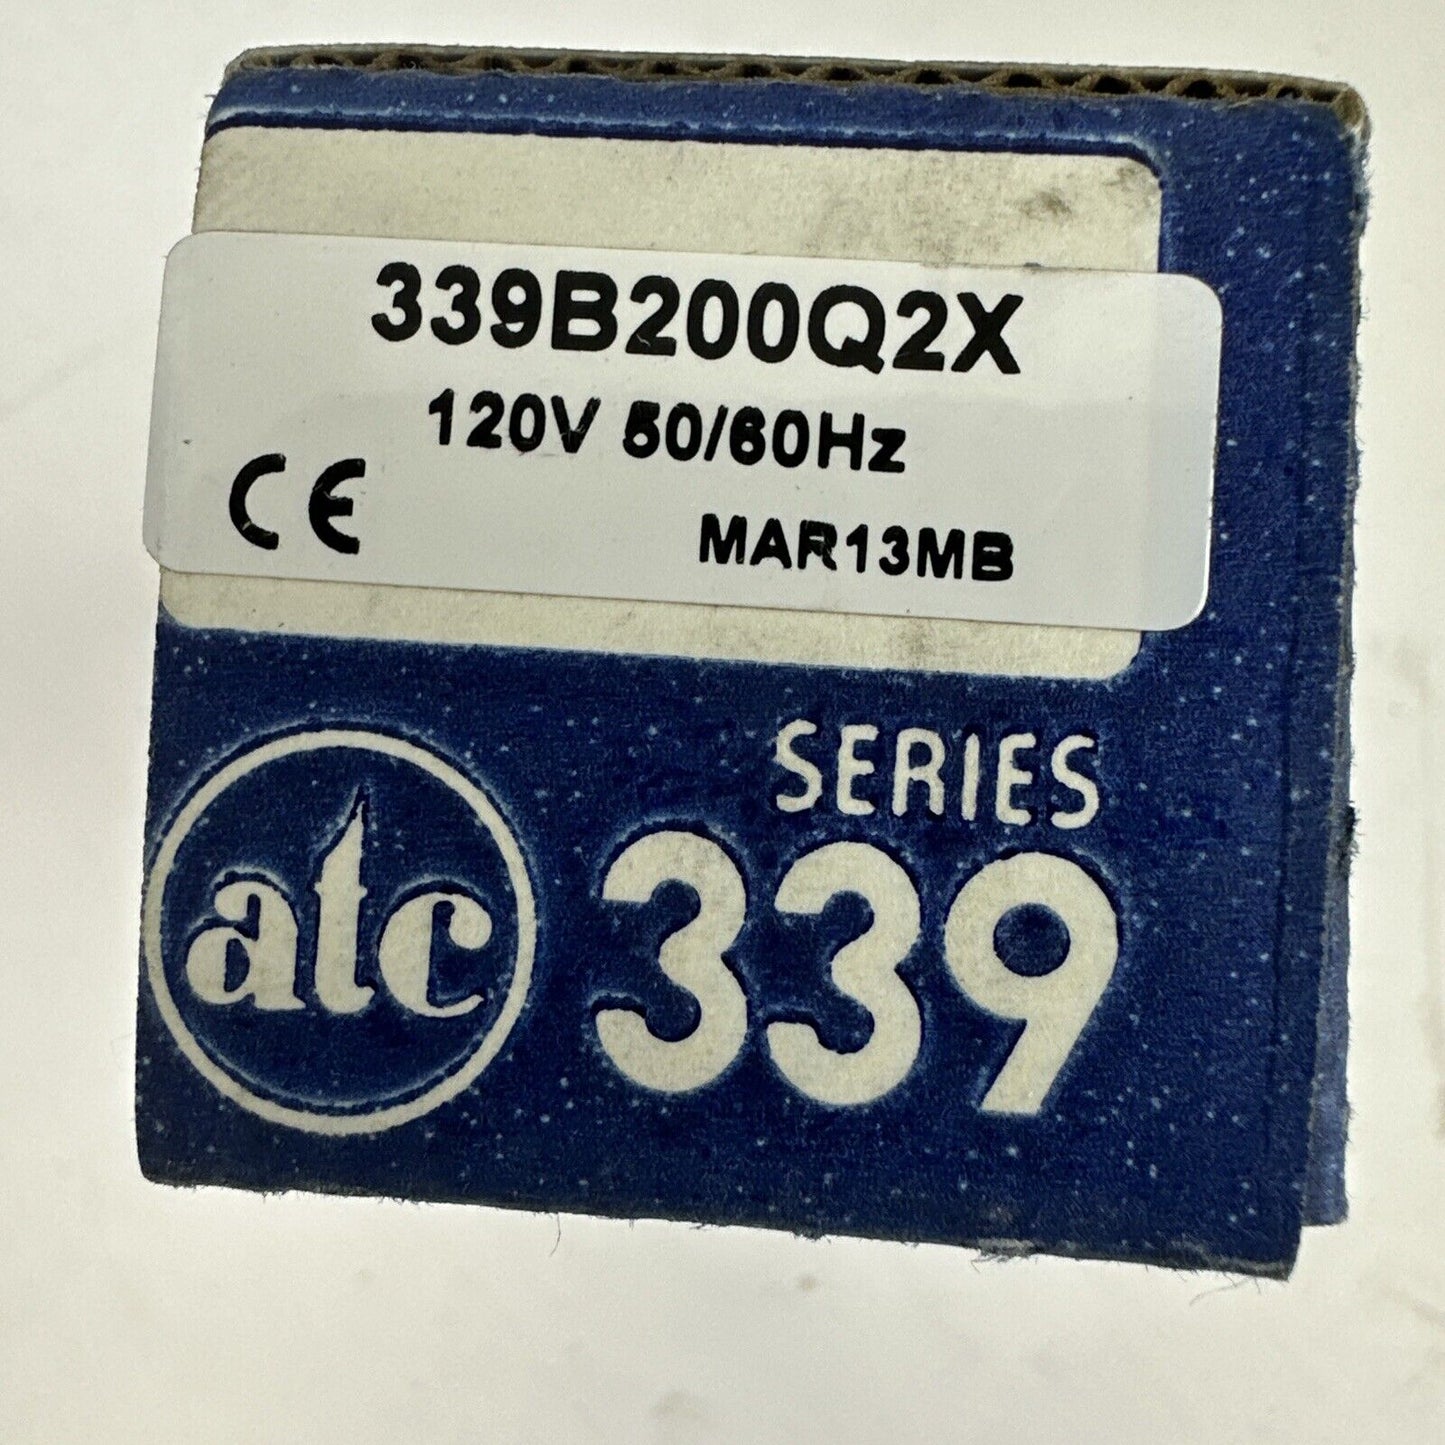 339B200Q2X
120V 50/60Hz
CE MAR13MB
SERIES
atc 339